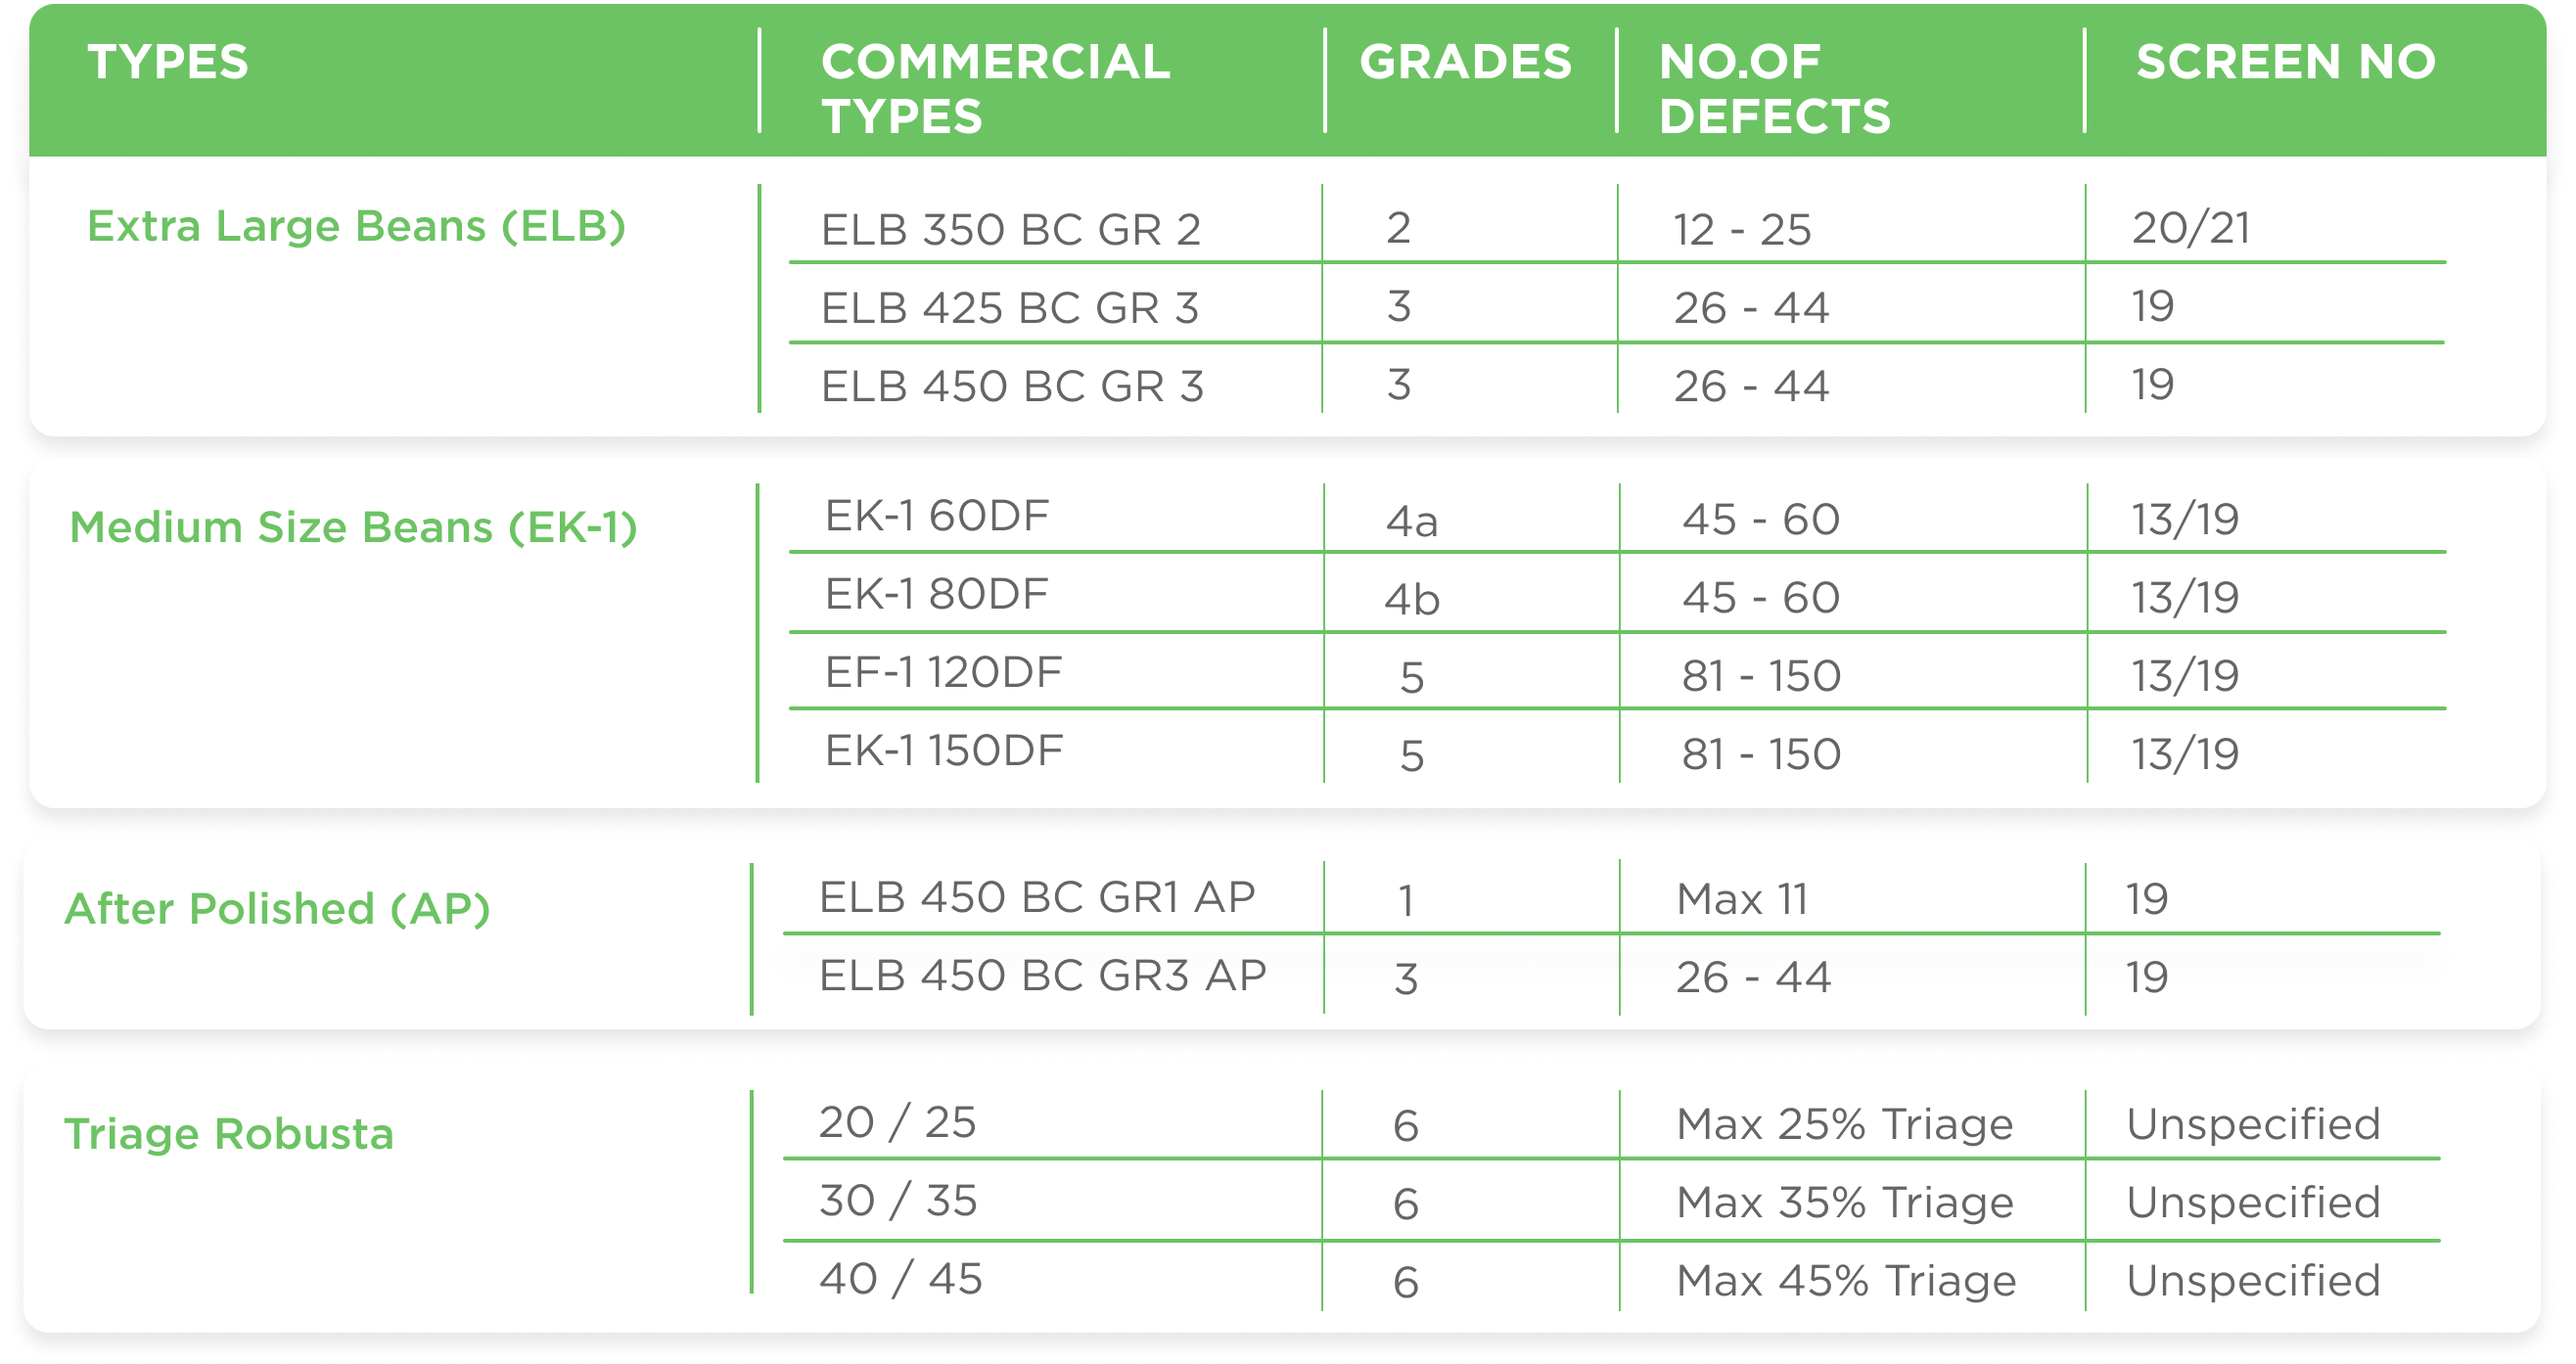 TYPES COMMERCIAL TYPES GRADES NO.OF DEFECTS SCREEN NO
Extra Large Beans (ELB) ELB 350 BC GR 2 2 12 - 25 20/21
ELB 425 BC GR 3 3 26 - 44 19
ELB 450 BC GR 3 3 26 - 44 19
Medium Size Beans (EK-1) EK-1 60DF 4a 45 - 60 13/19
EK-1 80DF 4b 45 - 60 13/19
EF-1 120DF 5 81 - 150 13/19
EK-1 150DF 5 81 - 150 13/19
After Polished (AP) ELB 450 BC GR1 AP 1 Max 11 19
ELB 450 BC GR3 AP 3 26 - 44 19
Triage Robusta 20 / 25 6 Max 25% Triage Unspecified
30 / 35 6 Max 35% Triage Unspecified
40 / 45 6 Max 45% Triage Unspecified